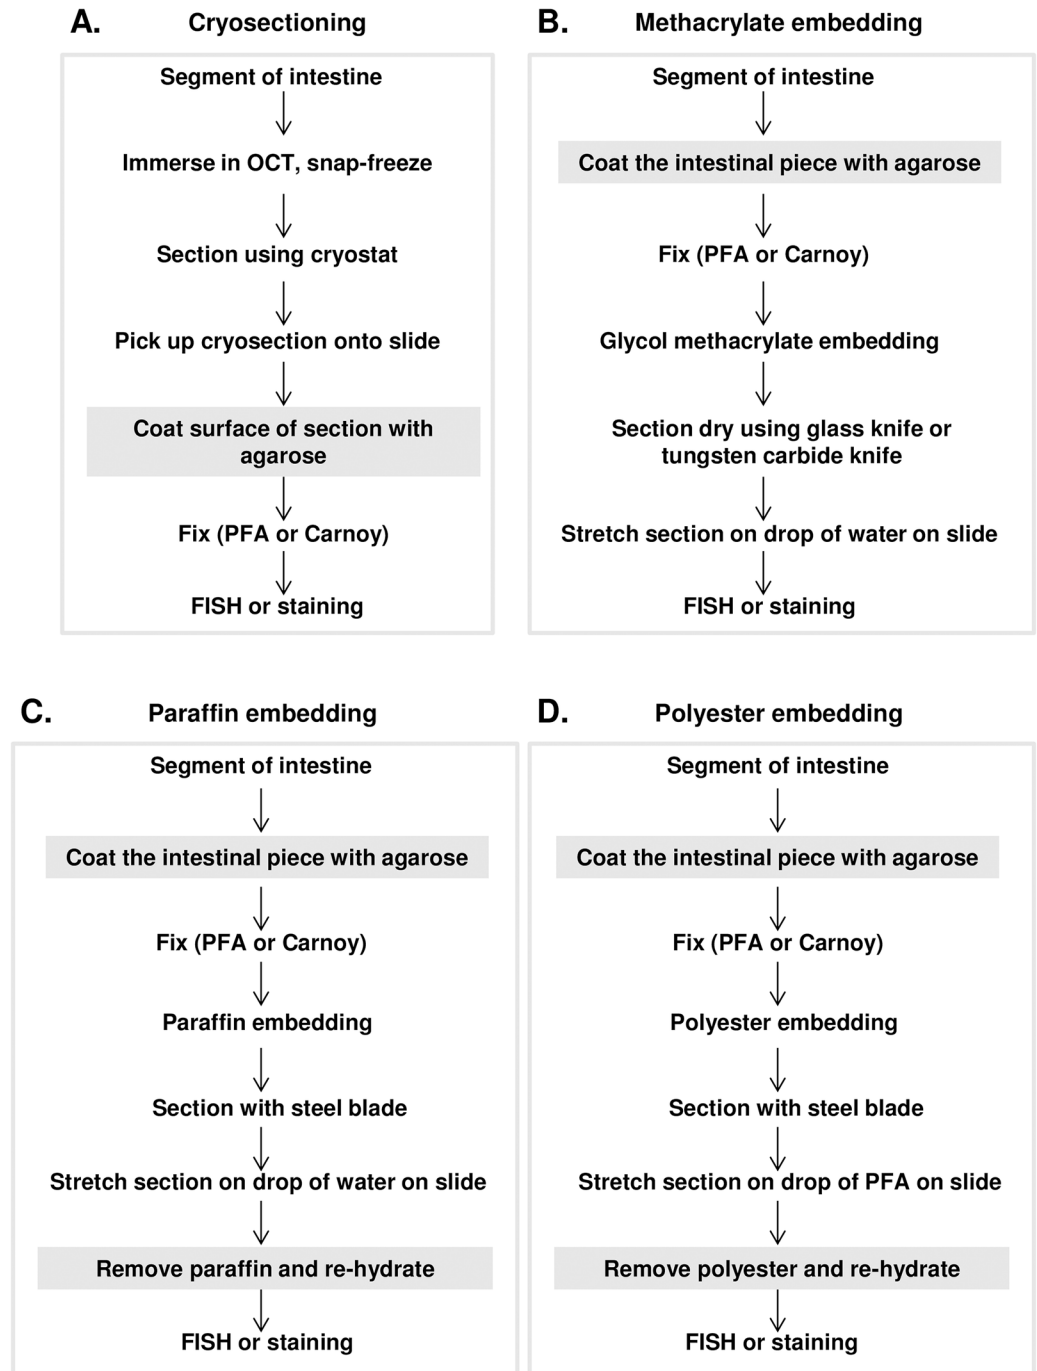 A. Cryosectioning
Segment of intestine
Immerse in OCT, snap-freeze
Section using cryostat
Pick up cryosection onto slide
Coat surface of section with
agarose
Fix (PFA or Carnoy)
FISH or staining
B. Methacrylate embedding
Segment of intestine
Coat the intestinal piece with agarose
Fix (PFA or Carnoy)
Glycol methacrylate embedding
Section dry using glass knife or
tungsten carbide knife
Stretch section on drop of water on slide
FISH or staining
C. Paraffin embedding
Segment of intestine
Coat the intestinal piece with agarose
Fix (PFA or Carnoy)
Paraffin embedding
Section with steel blade
Stretch section on drop of water on slide
Remove paraffin and re-hydrate
FISH or staining
D. Polyester embedding
Segment of intestine
Coat the intestinal piece with agarose
Fix (PFA or Carnoy)
Polyester embedding
Section with steel blade
Stretch section on drop of PFA on slide
Remove polyester and re-hydrate
FISH or staining